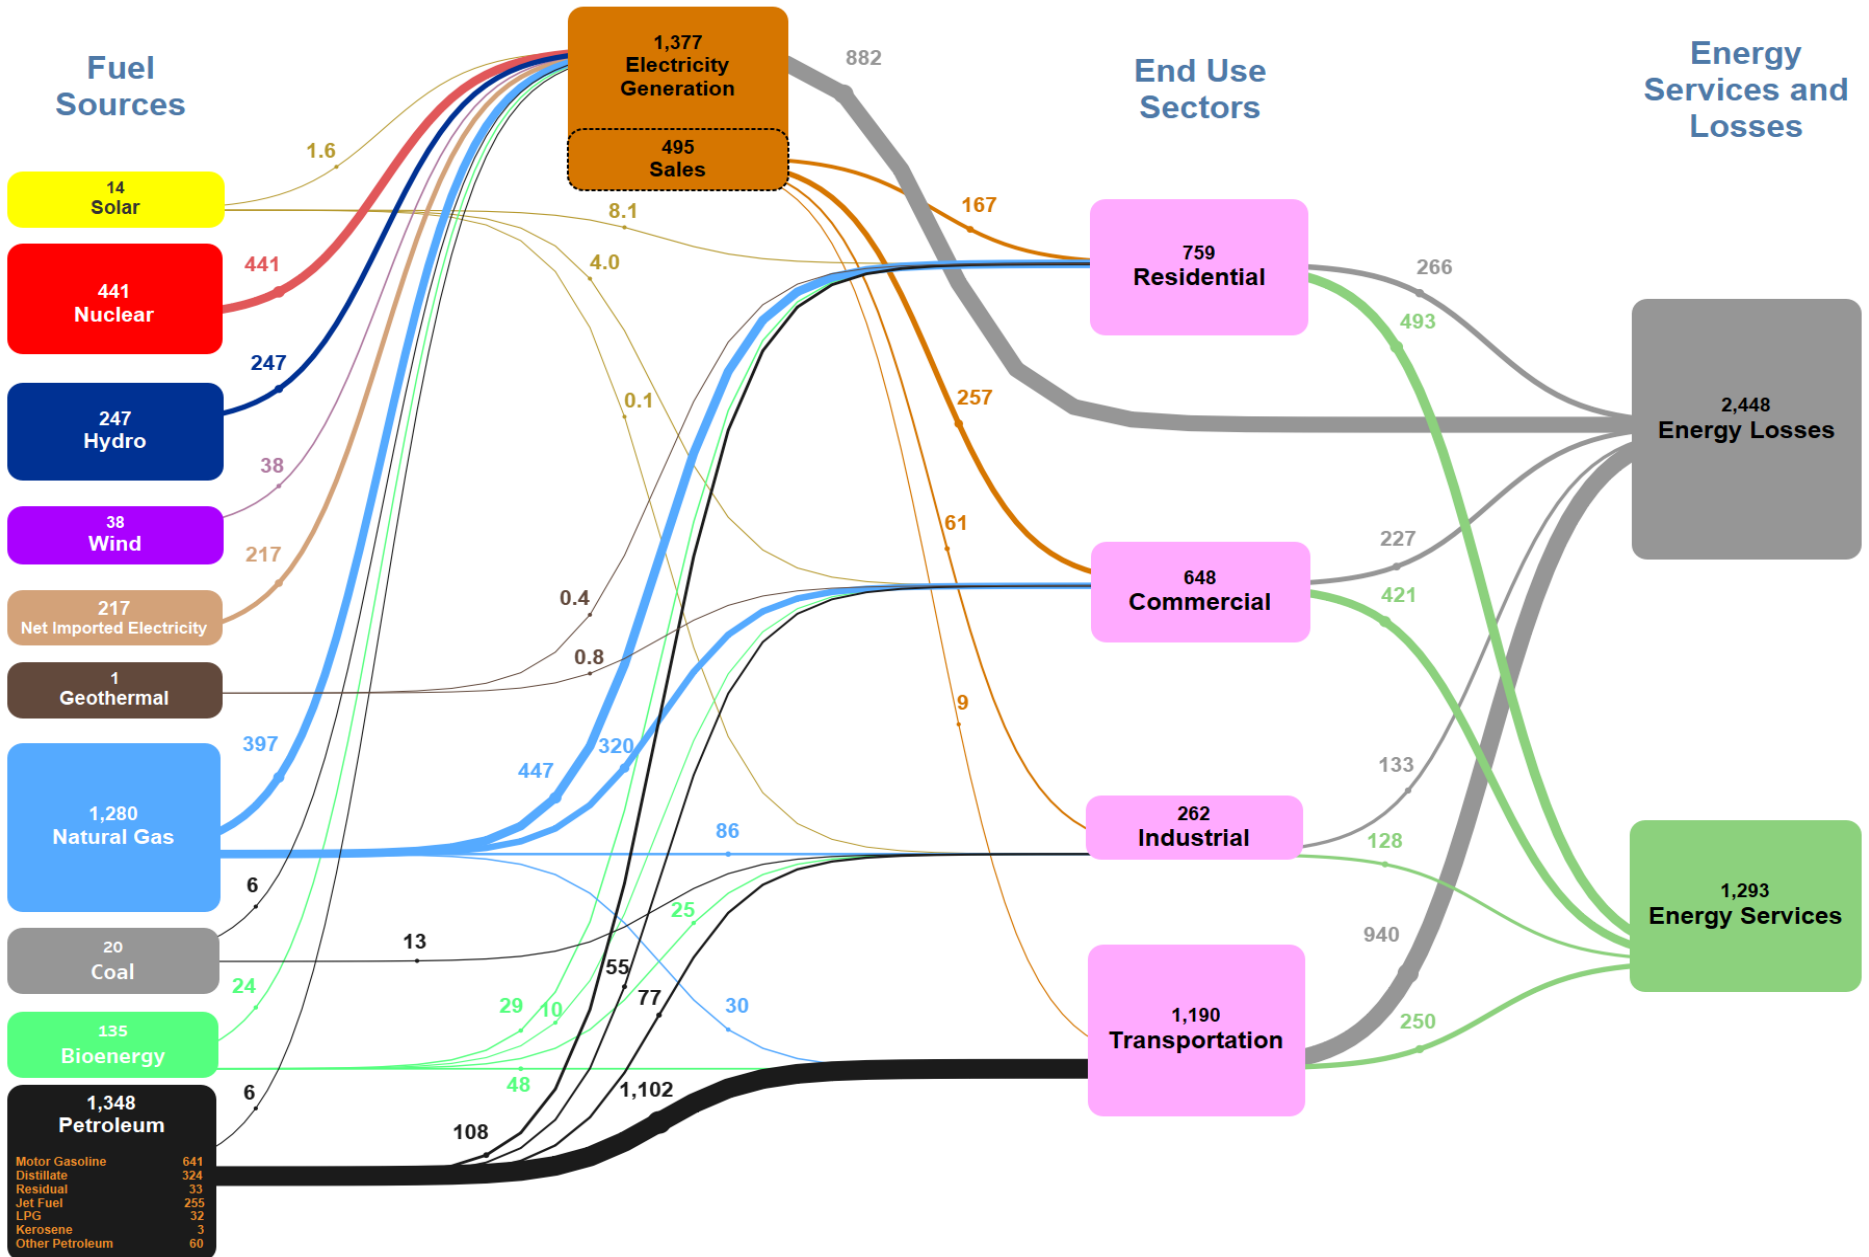 Fuel
Sources
End Use
Sectors
Energy
Services and
Losses
1,377
Electricity
Generation
495
Sales
14
Solar
441
Nuclear
247
Hydro
38
Wind
217
Net Imported Electricity
1
Geothermal
1,280
Natural Gas
20
Coal
135
Bioenergy
1,348
Petroleum
Motor Gasoline 641
Distillate 324
Residual 33
Jet Fuel 255
LPG 32
Kerosene 3
Other Petroleum 60
1.6
441
247
38
217
397
6
24
6
8.1
4.0
0.1
0.4
0.8
447
320
86
30
13
29
10
25
48
108
55
77
1,102
882
167
257
61
9
759
Residential
648
Commercial
262
Industrial
1,190
Transportation
266
493
227
421
133
128
940
250
2,448
Energy Losses
1,293
Energy Services